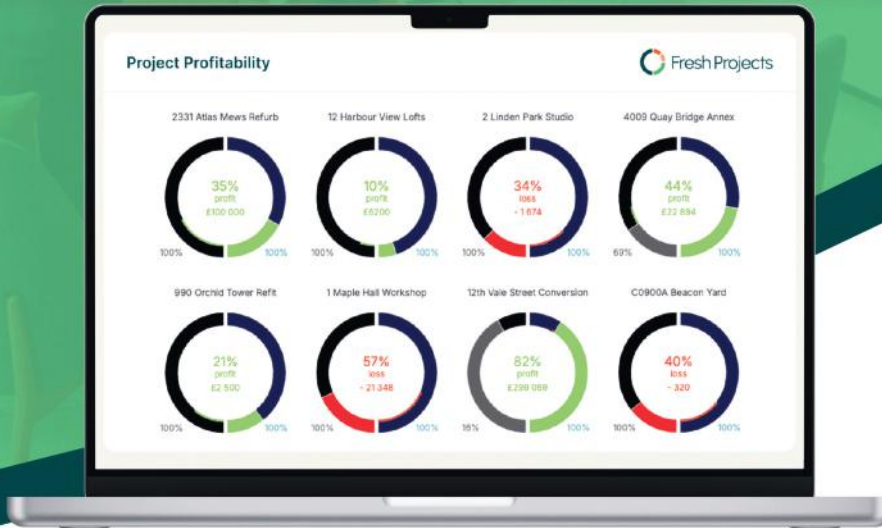 Project Profitability
Fresh Projects
2331 Atlas Mews Refurb
12 Harbour View Lofts
2 Linden Park Studio
4009 Quay Bridge Annex
35%
profit
£100 000
100%
100%
10%
profit
£6200
100%
100%
34%
loss
- 1 674
100%
100%
44%
profit
£22 894
69%
100%
990 Orchid Tower Refit
1 Maple Hall Workshop
12th Vale Street Conversion
C0900A Beacon Yard
21%
profit
£2 500
100%
100%
57%
loss
- 21 348
100%
100%
82%
profit
£299 069
16%
100%
40%
loss
- 320
100%
100%